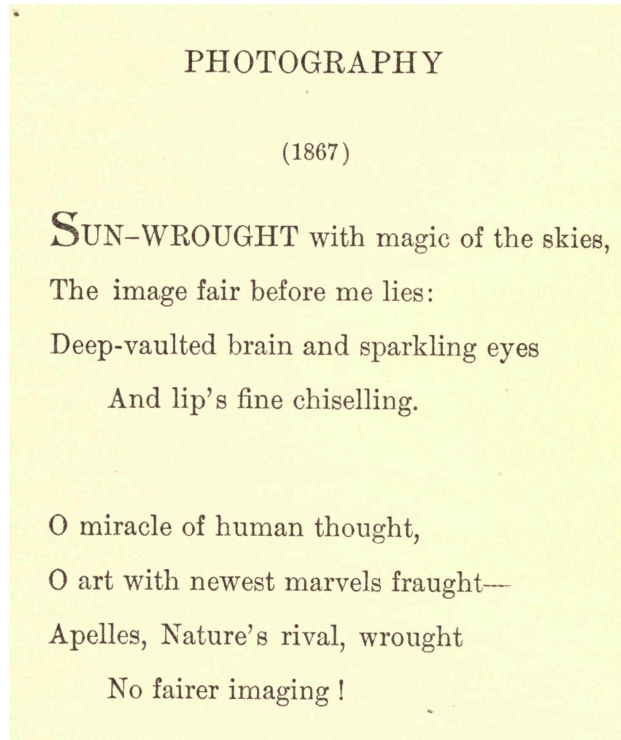 PHOTOGRAPHY
(1867)
SUN-WROUGHT with magic of the skies,
The image fair before me lies:
Deep-vaulted brain and sparkling eyes
And lip's fine chiselling.
O miracle of human thought,
O art with newest marvels fraught—
Apelles, Nature's rival, wrought
No fairer imaging !